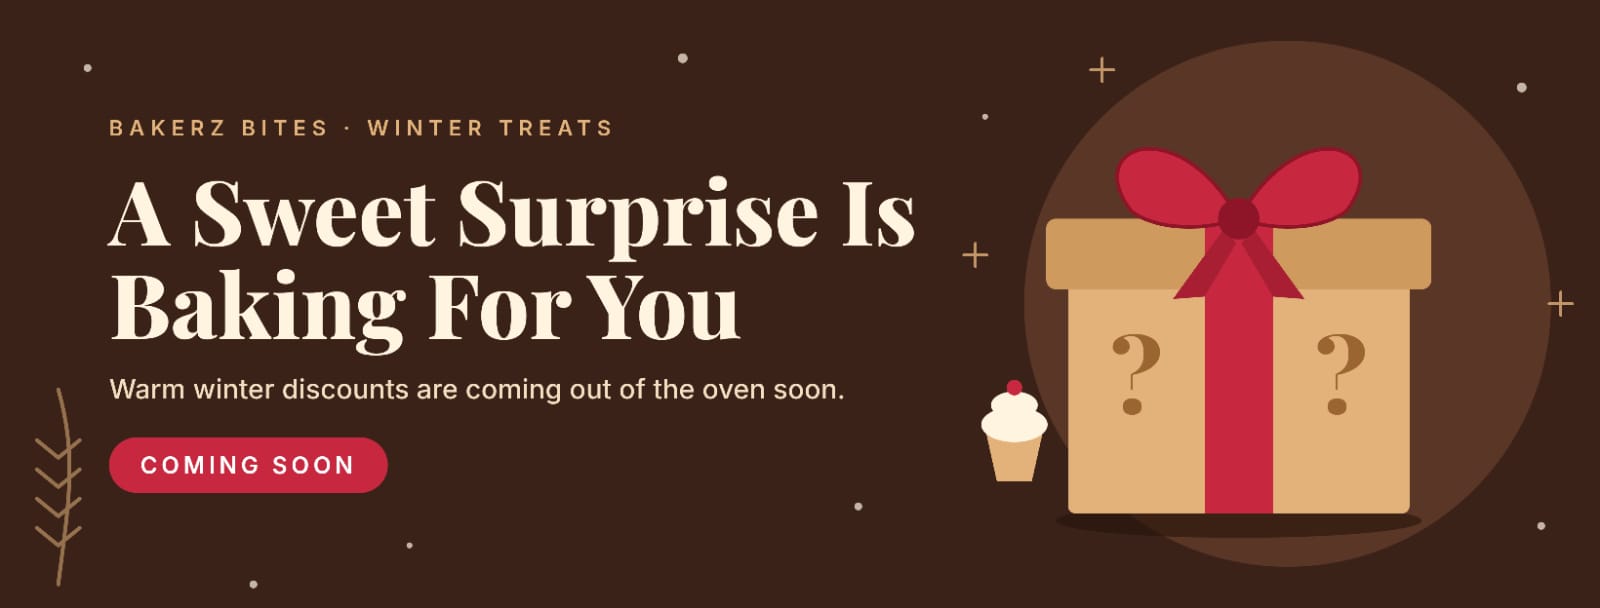 BAKERZ BITES · WINTER TREATS
A Sweet Surprise Is
Baking For You
Warm winter discounts are coming out of the oven soon.
COMING SOON
? ?